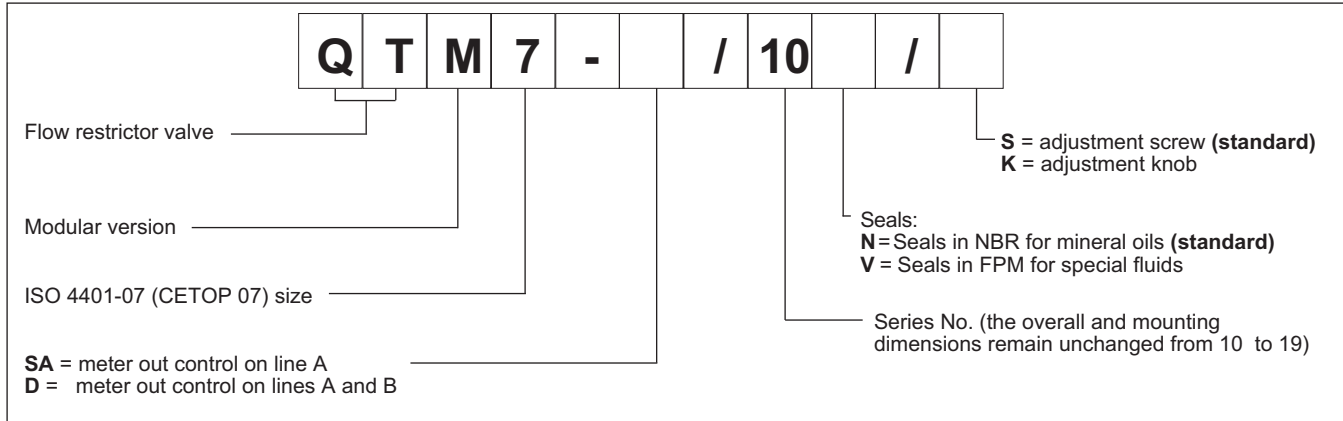 Q T M 7 - / 10 /
Flow restrictor valve
S = adjustment screw (standard)
K = adjustment knob
Modular version
Seals:
N = Seals in NBR for mineral oils (standard)
V = Seals in FPM for special fluids
ISO 4401-07 (CETOP 07) size
Series No. (the overall and mounting
dimensions remain unchanged from 10 to 19)
SA = meter out control on line A
D = meter out control on lines A and B